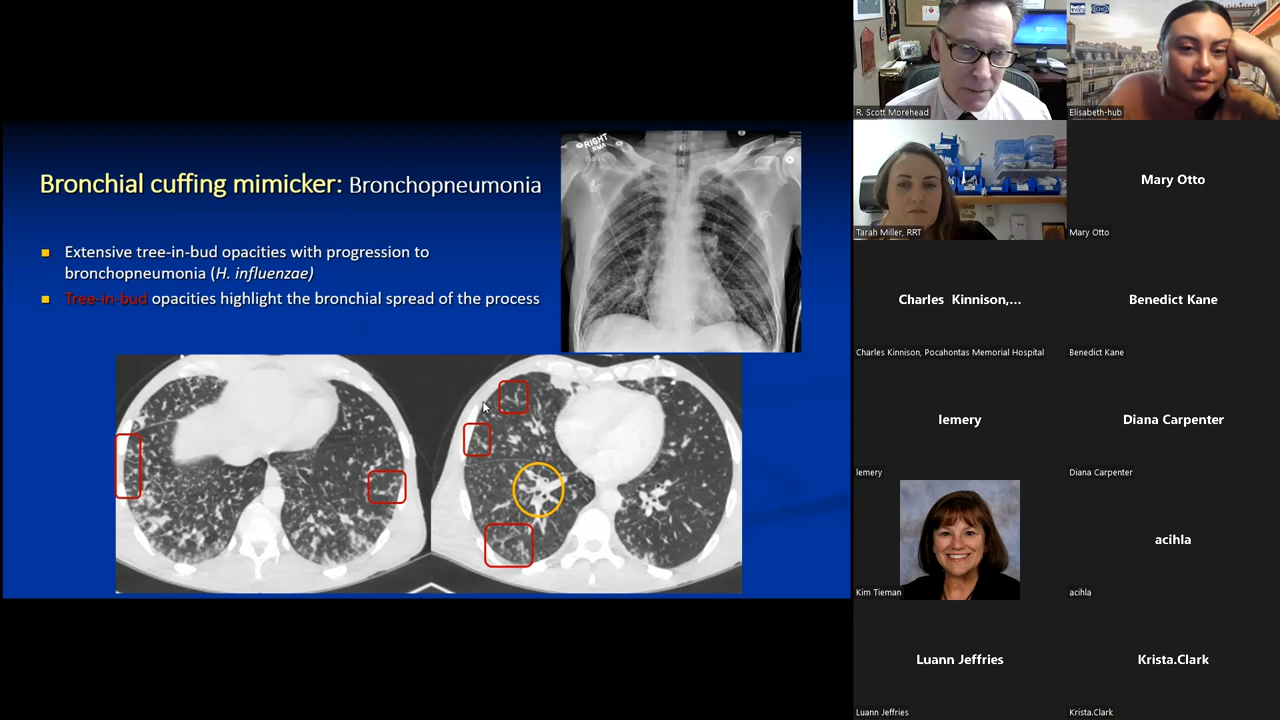 Bronchial cuffing mimicker: Bronchopneumonia
Extensive tree-in-bud opacities with progression to
bronchopneumonia (H. influenzae)
Tree-in-bud opacities highlight the bronchial spread of the process
RIGHT
RMA
R. Scott Morehead
Elisabeth-hub
Tarah Miller, RRT
Mary Otto
Mary Otto
Charles Kinnison,...
Charles Kinnison, Pocahontas Memorial Hospital
Benedict Kane
Benedict Kane
lemery
lemery
Diana Carpenter
Diana Carpenter
Kim Tieman
acihla
acihla
Luann Jeffries
Luann Jeffries
Krista.Clark
Krista.Clark